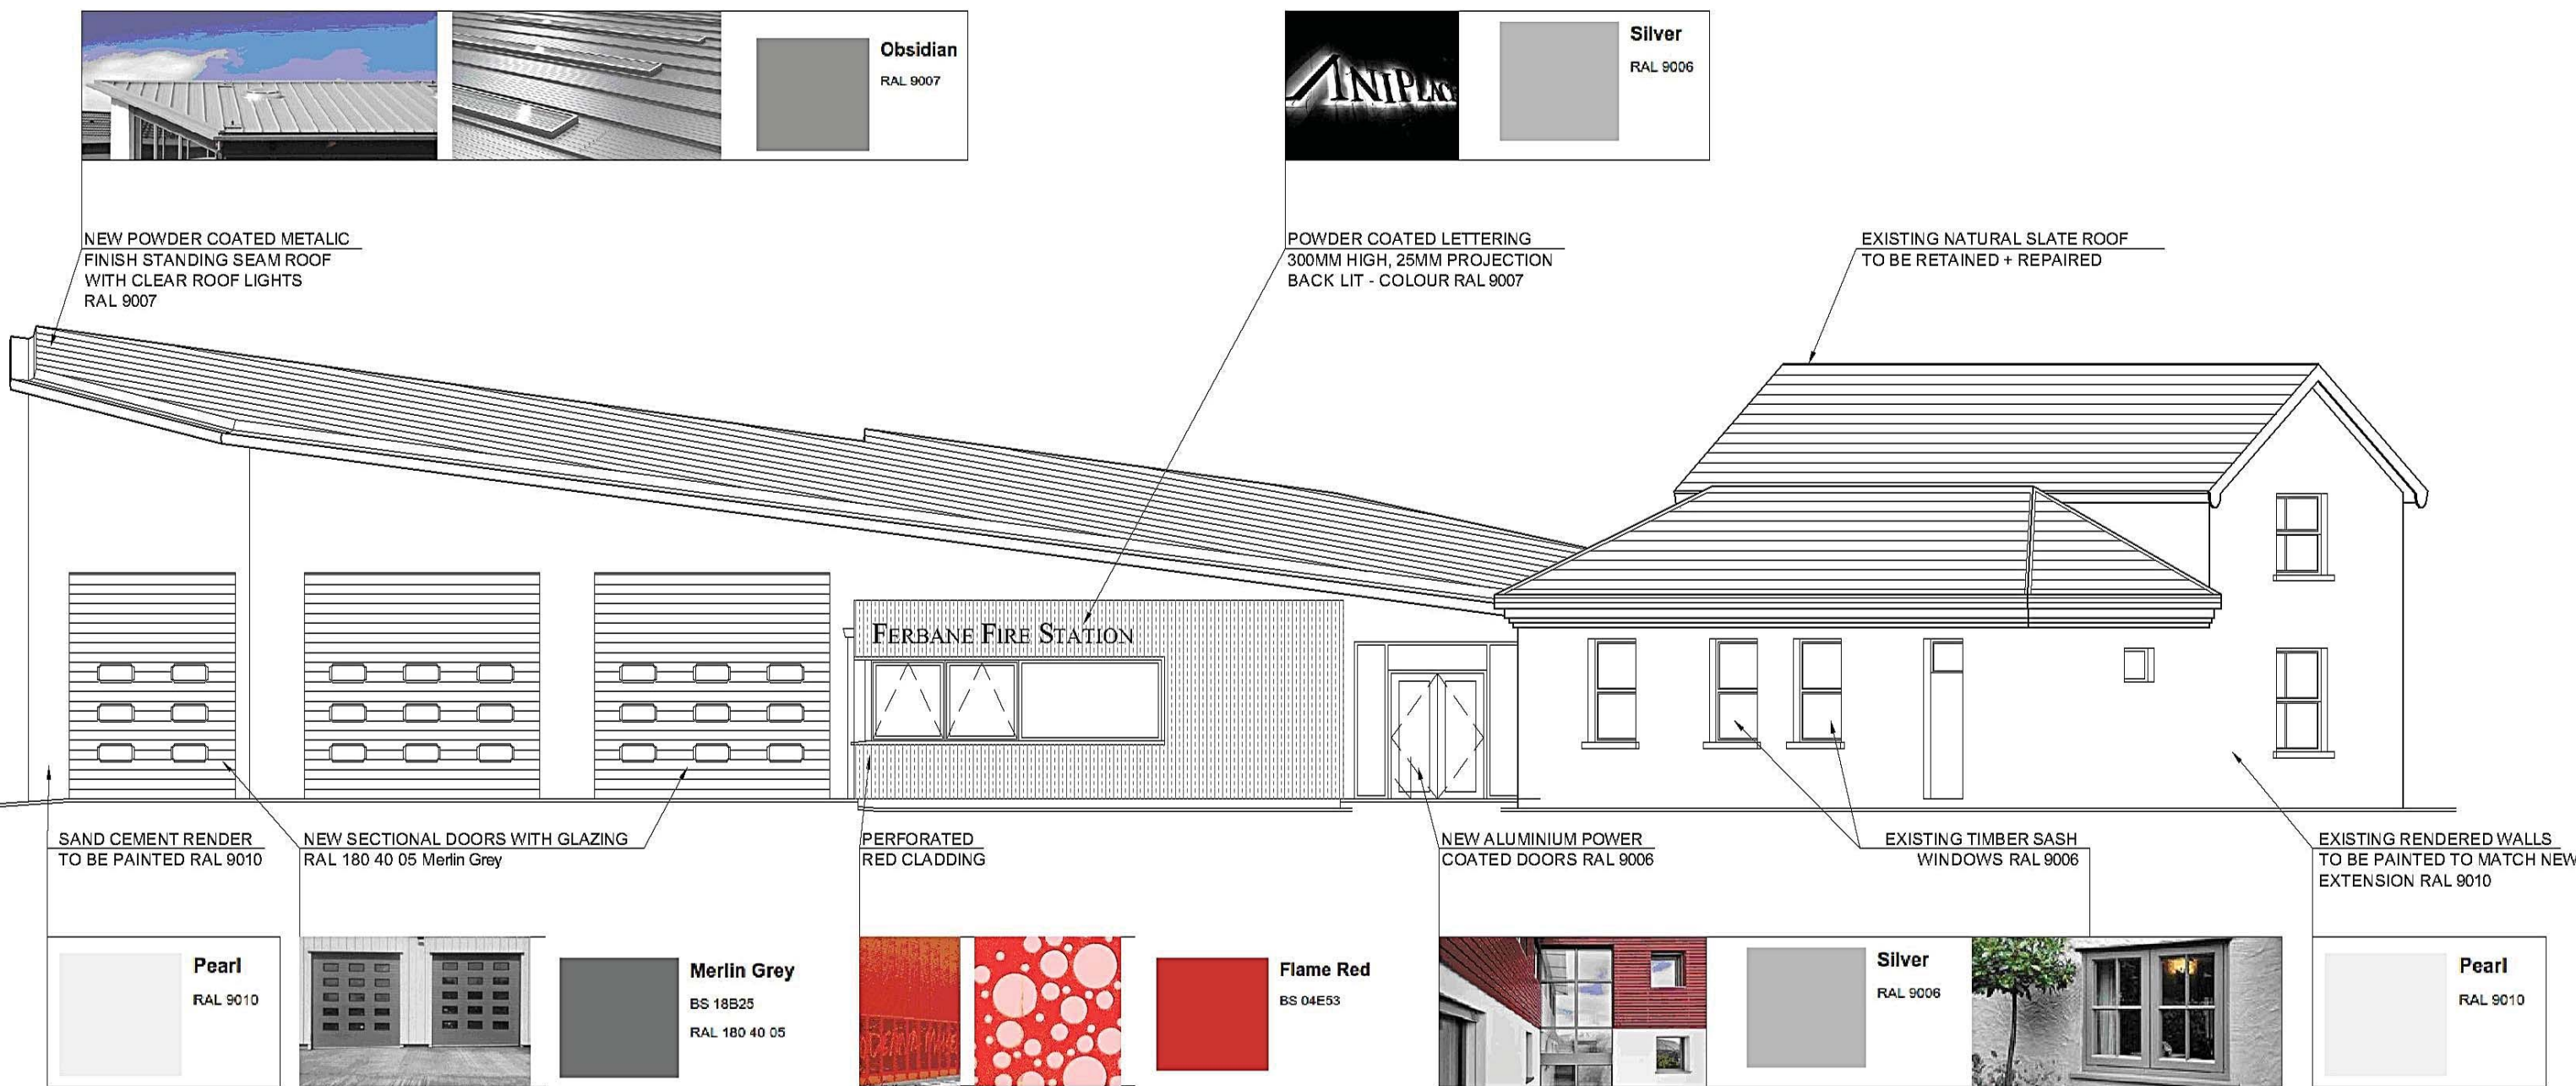 Obsidian
RAL 9007
ANIPLACE
Silver
RAL 9006
NEW POWDER COATED METALIC
FINISH STANDING SEAM ROOF
WITH CLEAR ROOF LIGHTS
RAL 9007
POWDER COATED LETTERING
300MM HIGH, 25MM PROJECTION
BACK LIT - COLOUR RAL 9007
EXISTING NATURAL SLATE ROOF
TO BE RETAINED + REPAIRED
FERBANE FIRE STATION
SAND CEMENT RENDER
TO BE PAINTED RAL 9010
NEW SECTIONAL DOORS WITH GLAZING
RAL 180 40 05 Merlin Grey
PERFORATED
RED CLADDING
NEW ALUMINIUM POWER
COATED DOORS RAL 9006
EXISTING TIMBER SASH
WINDOWS RAL 9006
EXISTING RENDERED WALLS
TO BE PAINTED TO MATCH NEW
EXTENSION RAL 9010
Pearl
RAL 9010
Merlin Grey
BS 18B25
RAL 180 40 05
Flame Red
BS 04E53
Silver
RAL 9006
Pearl
RAL 9010